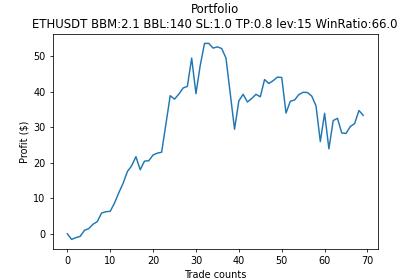 Portfolio
ETHUSDT BBM:2.1 BBL:140 SL:1.0 TP:0.8 lev:15 WinRatio:66.0
50
40
30
20
10
0
Profit ($)
0 10 20 30 40 50 60 70
Trade counts